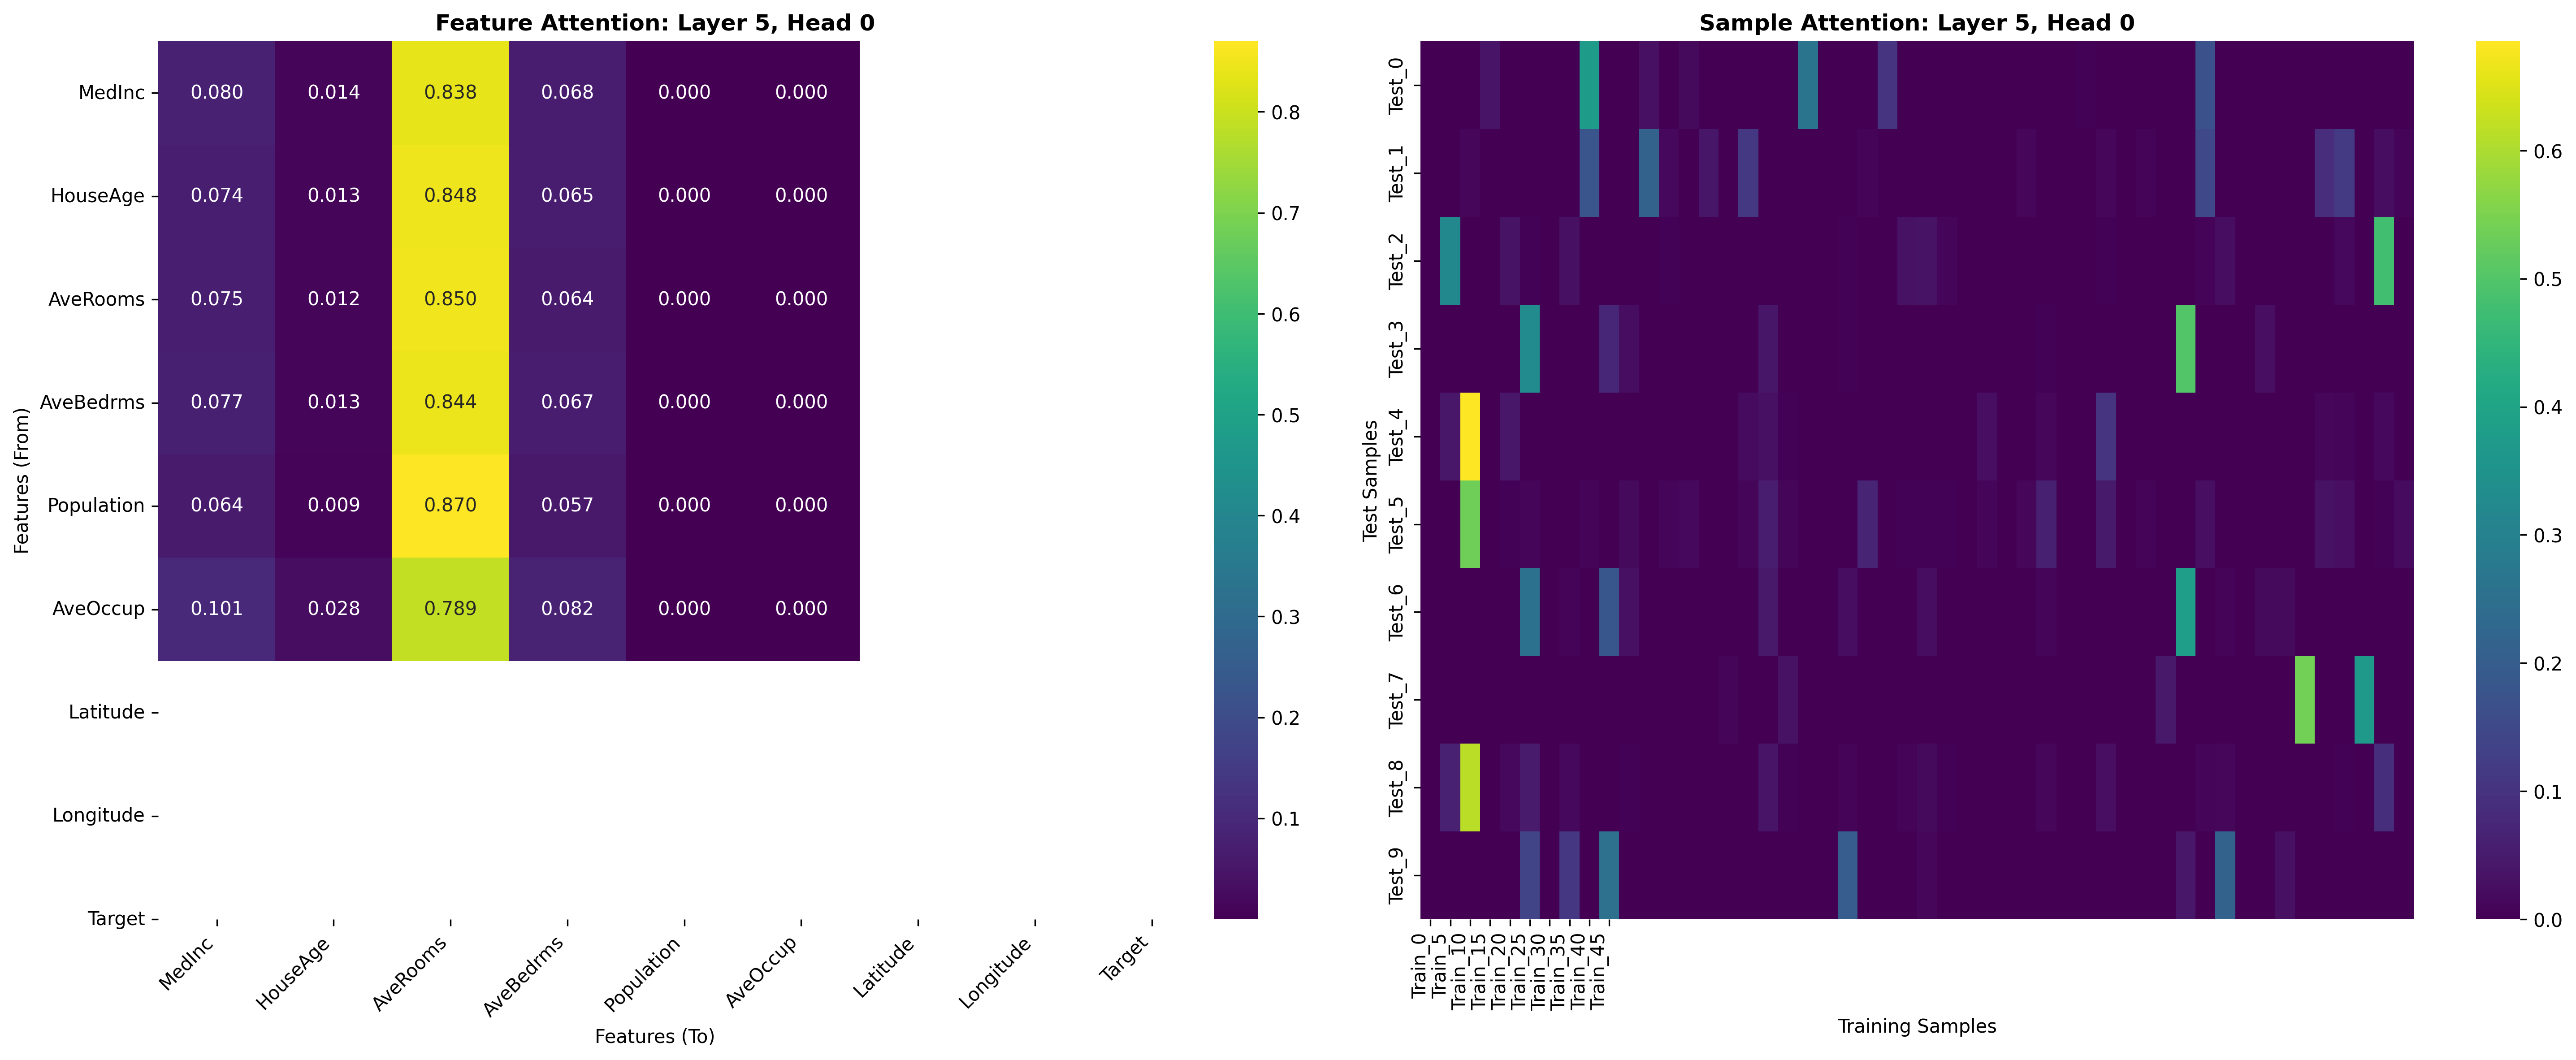 Feature Attention: Layer 5, Head 0
Features (From)
MedInc 0.080 0.014 0.838 0.068 0.000 0.000
HouseAge 0.074 0.013 0.848 0.065 0.000 0.000
AveRooms 0.075 0.012 0.850 0.064 0.000 0.000
AveBedrms 0.077 0.013 0.844 0.067 0.000 0.000
Population 0.064 0.009 0.870 0.057 0.000 0.000
AveOccup 0.101 0.028 0.789 0.082 0.000 0.000
Latitude
Longitude
Target
MedInc HouseAge AveRooms AveBedrms Population AveOccup Latitude Longitude Target
Features (To)
0.8
0.7
0.6
0.5
0.4
0.3
0.2
0.1
Sample Attention: Layer 5, Head 0
Test Samples
Test_0
Test_1
Test_2
Test_3
Test_4
Test_5
Test_6
Test_7
Test_8
Test_9
Train_0 Train_5 Train_10 Train_15 Train_20 Train_25 Train_30 Train_35 Train_40 Train_45
Training Samples
0.6
0.5
0.4
0.3
0.2
0.1
0.0